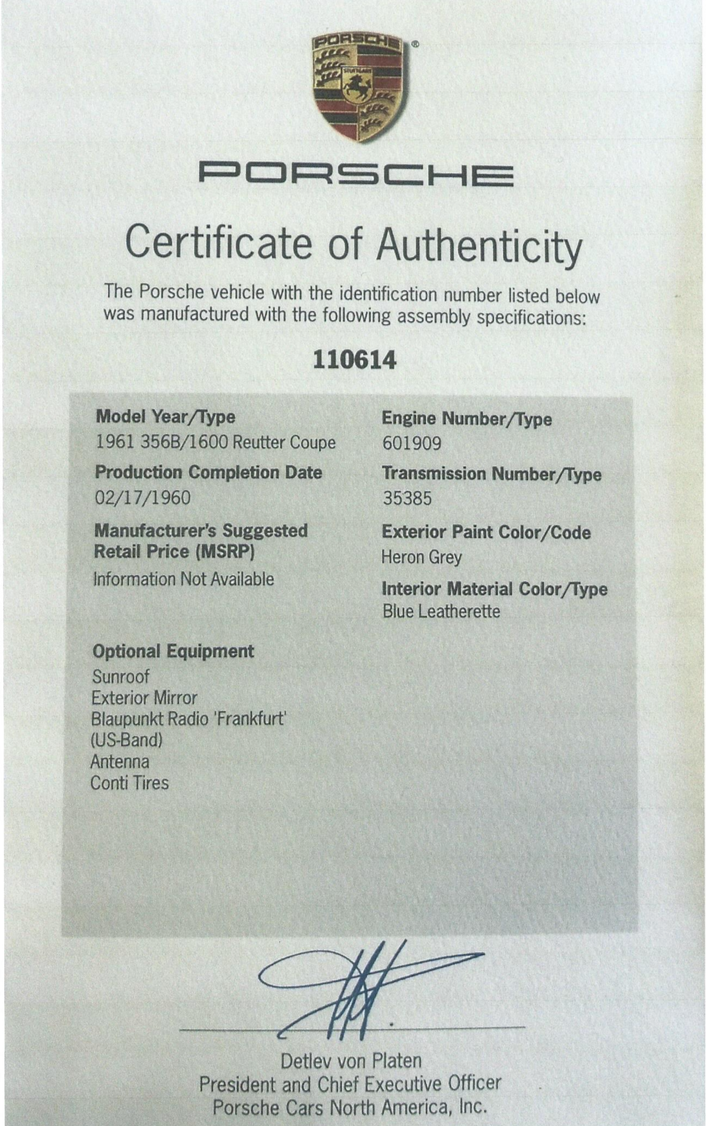 PORSCHE
STUTTGART
®
PORSCHE
Certificate of Authenticity
The Porsche vehicle with the identification number listed below
was manufactured with the following assembly specifications:
110614
Model Year/Type
1961 356B/1600 Reutter Coupe
Production Completion Date
02/17/1960
Manufacturer's Suggested
Retail Price (MSRP)
Information Not Available
Engine Number/Type
601909
Transmission Number/Type
35385
Exterior Paint Color/Code
Heron Grey
Interior Material Color/Type
Blue Leatherette
Optional Equipment
Sunroof
Exterior Mirror
Blaupunkt Radio 'Frankfurt'
(US-Band)
Antenna
Conti Tires
Detlev von Platen
President and Chief Executive Officer
Porsche Cars North America, Inc.